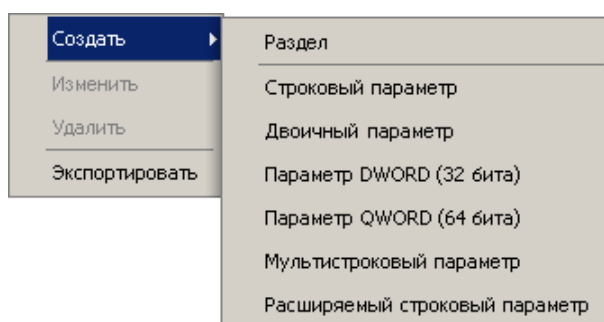 Создать
Изменить
Удалить
Экспортировать
Раздел
Строковый параметр
Двоичный параметр
Параметр DWORD (32 бита)
Параметр QWORD (64 бита)
Мультистроковый параметр
Расширяемый строковый параметр